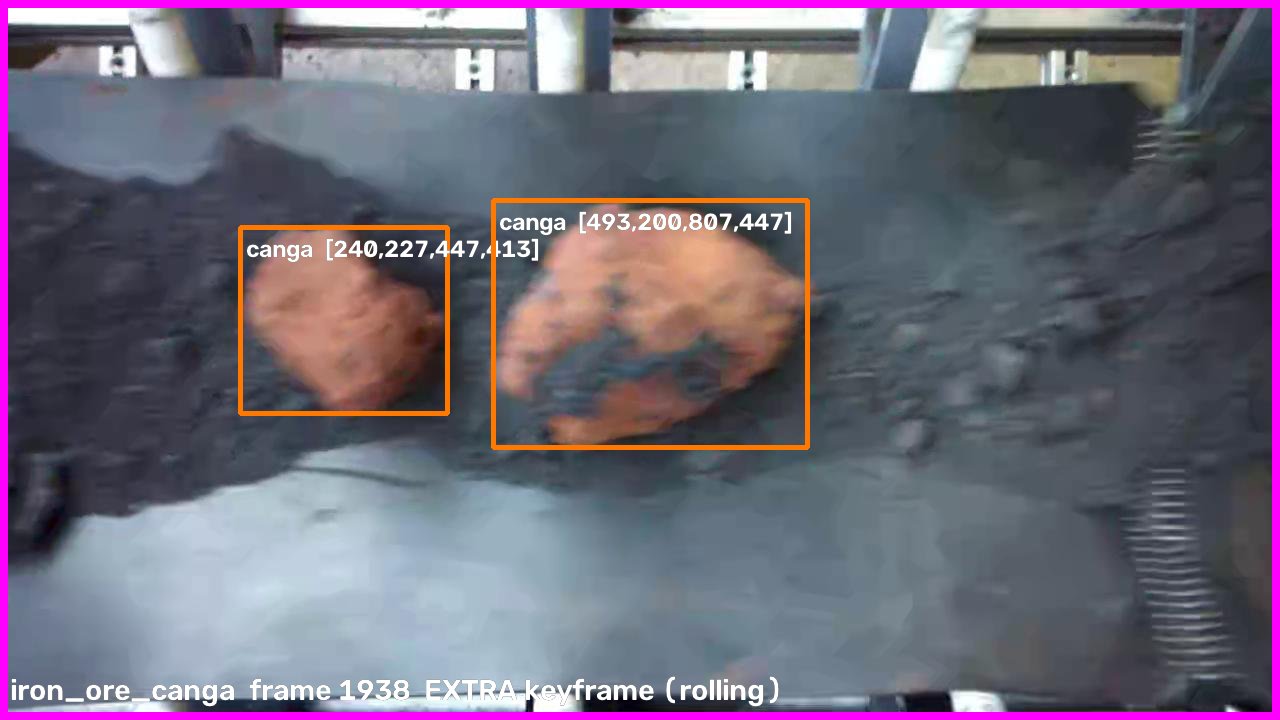 canga [493,200,807,447]
canga [240,227,447,413]
iron_ore_canga frame 1938 EXTRA keyframe (rolling)